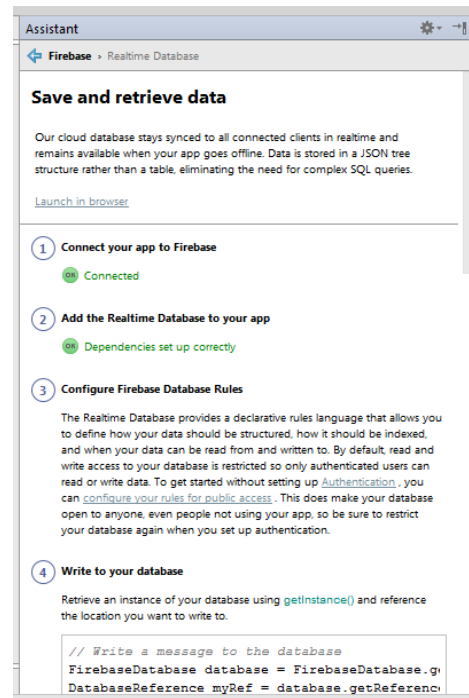 Assistant
Firebase › Realtime Database
Save and retrieve data
Our cloud database stays synced to all connected clients in realtime and
remains available when your app goes offline. Data is stored in a JSON tree
structure rather than a table, eliminating the need for complex SQL queries.
Launch in browser
1 Connect your app to Firebase
ON Connected
2 Add the Realtime Database to your app
ON Dependencies set up correctly
3 Configure Firebase Database Rules
The Realtime Database provides a declarative rules language that allows you
to define how your data should be structured, how it should be indexed,
and when your data can be read from and written to. By default, read and
write access to your database is restricted so only authenticated users can
read or write data. To get started without setting up Authentication , you
can configure your rules for public access . This does make your database
open to anyone, even people not using your app, so be sure to restrict
your database again when you set up authentication.
4 Write to your database
Retrieve an instance of your database using getInstance() and reference
the location you want to write to.
// Write a message to the database
FirebaseDatabase database = FirebaseDatabase.g
DatabaseReference myRef = database.getReference